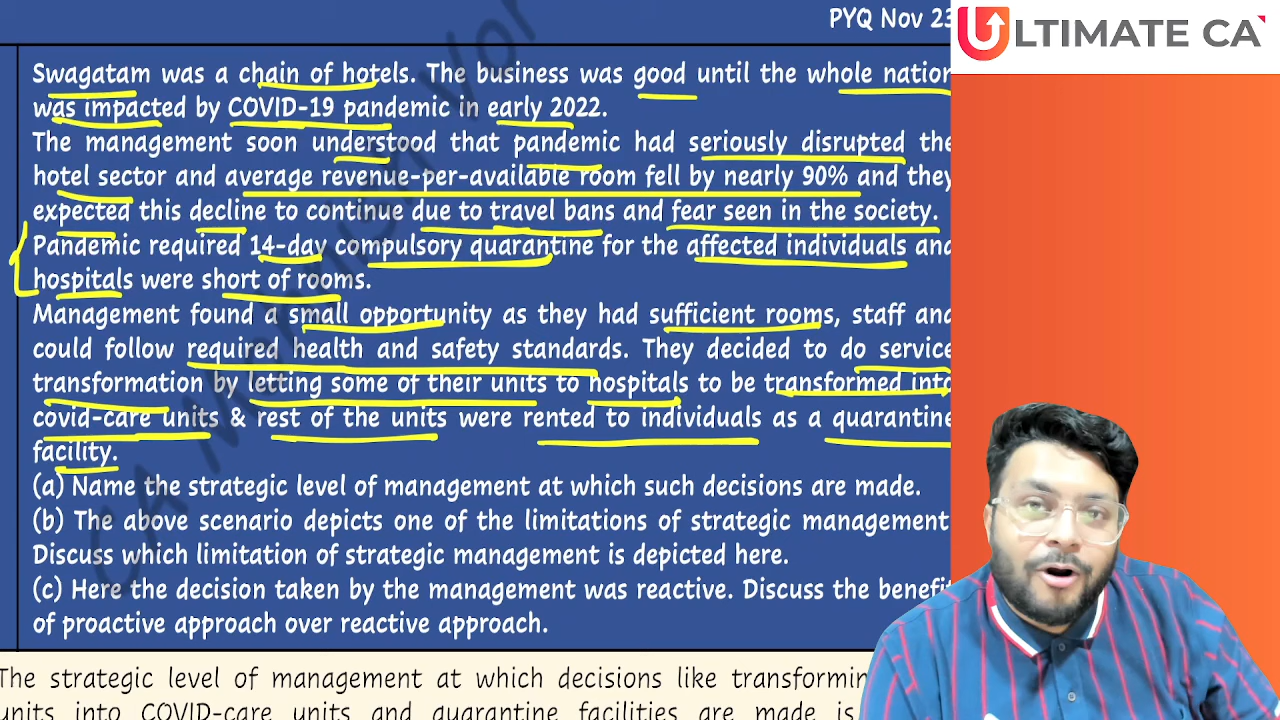 PYQ Nov 23
ULTIMATE CA
Swagatam was a chain of hotels. The business was good until the whole nation
was impacted by COVID-19 pandemic in early 2022.
The management soon understood that pandemic had seriously disrupted the
hotel sector and average revenue-per-available room fell by nearly 90% and they
expected this decline to continue due to travel bans and fear seen in the society.
Pandemic required 14-day compulsory quarantine for the affected individuals and
hospitals were short of rooms.
Management found a small opportunity as they had sufficient rooms, staff and
could follow required health and safety standards. They decided to do service
transformation by letting some of their units to hospitals to be transformed into
covid-care units & rest of the units were rented to individuals as a quarantine
facility.
(a) Name the strategic level of management at which such decisions are made.
(b) The above scenario depicts one of the limitations of strategic management.
Discuss which limitation of strategic management is depicted here.
(c) Here the decision taken by the management was reactive. Discuss the benefit
of proactive approach over reactive approach.
The strategic level of management at which decisions like transformin
units into COVID-care units and quarantine facilities are made is